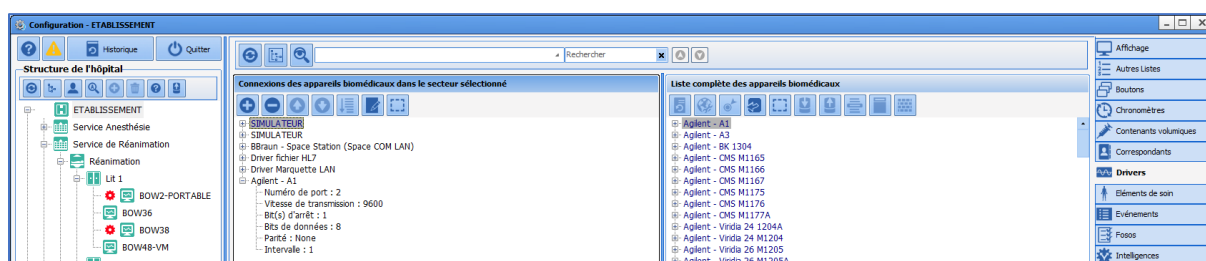 Configuration - ETABLISSEMENT
Historique
Quitter
Structure de l'hôpital
ETABLISSEMENT
Service Anesthésie
Service de Réanimation
Réanimation
Lit 1
BOW2-PORTABLE
BOW36
BOW38
BOW48-VM
Rechercher
Connexions des appareils biomédicaux dans le secteur sélectionné
SIMULATEUR
SIMULATEUR
BBraun - Space Station (Space COM LAN)
Driver fichier HL7
Driver Marquette LAN
Agilent - A1
Numéro de port : 2
Vitesse de transmission : 9600
Bit(s) d'arrêt : 1
Bits de données : 8
Parité : None
Intervalle : 1
Liste complète des appareils biomédicaux
Agilent - A1
Agilent - A3
Agilent - BK 1304
Agilent - CMS M1165
Agilent - CMS M1166
Agilent - CMS M1167
Agilent - CMS M1175
Agilent - CMS M1176
Agilent - CMS M1177A
Agilent - Viridia 24 1204A
Agilent - Viridia 24 M1204
Agilent - Viridia 26 M1205
Agilent - Viridia 26 M1205A
Affichage
Autres Listes
Boutons
Chronomètres
Contenants volumiques
Correspondants
Drivers
Eléments de soin
Evénements
Fosos
Intelligences